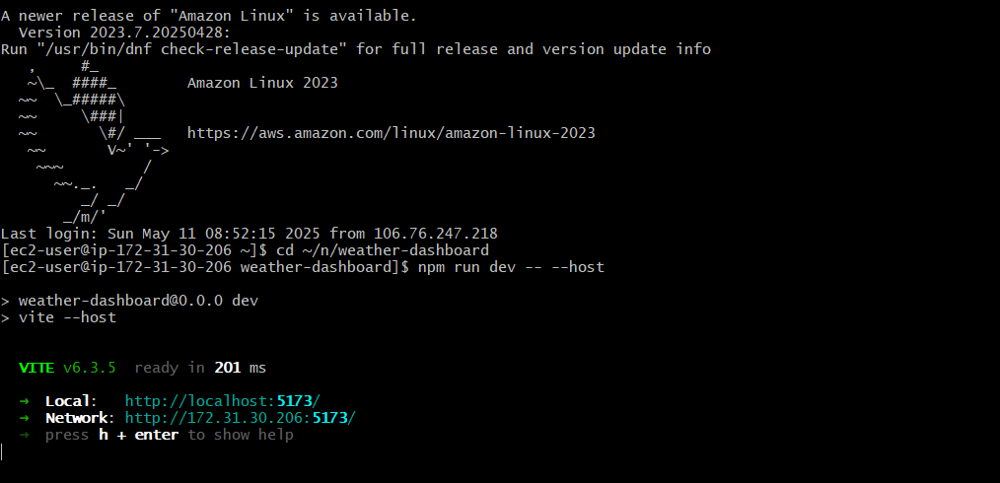 A newer release of "Amazon Linux" is available.
  Version 2023.7.20250428:
Run "/usr/bin/dnf check-release-update" for full release and version update info
   ,     #_
   ~\_  ####_        Amazon Linux 2023
  ~~  \_#####\
  ~~     \###|
  ~~       \#/ ___   https://aws.amazon.com/linux/amazon-linux-2023
   ~~       V~' '->
    ~~~         /
      ~~._.   _/
         _/ _/
       _/m/'
Last login: Sun May 11 08:52:15 2025 from 106.76.247.218
[ec2-user@ip-172-31-30-206 ~]$ cd ~/n/weather-dashboard
[ec2-user@ip-172-31-30-206 weather-dashboard]$ npm run dev -- --host

> weather-dashboard@0.0.0 dev
> vite --host


  VITE v6.3.5  ready in 201 ms

  ➜  Local:   http://localhost:5173/
  ➜  Network: http://172.31.30.206:5173/
  ➜  press h + enter to show help